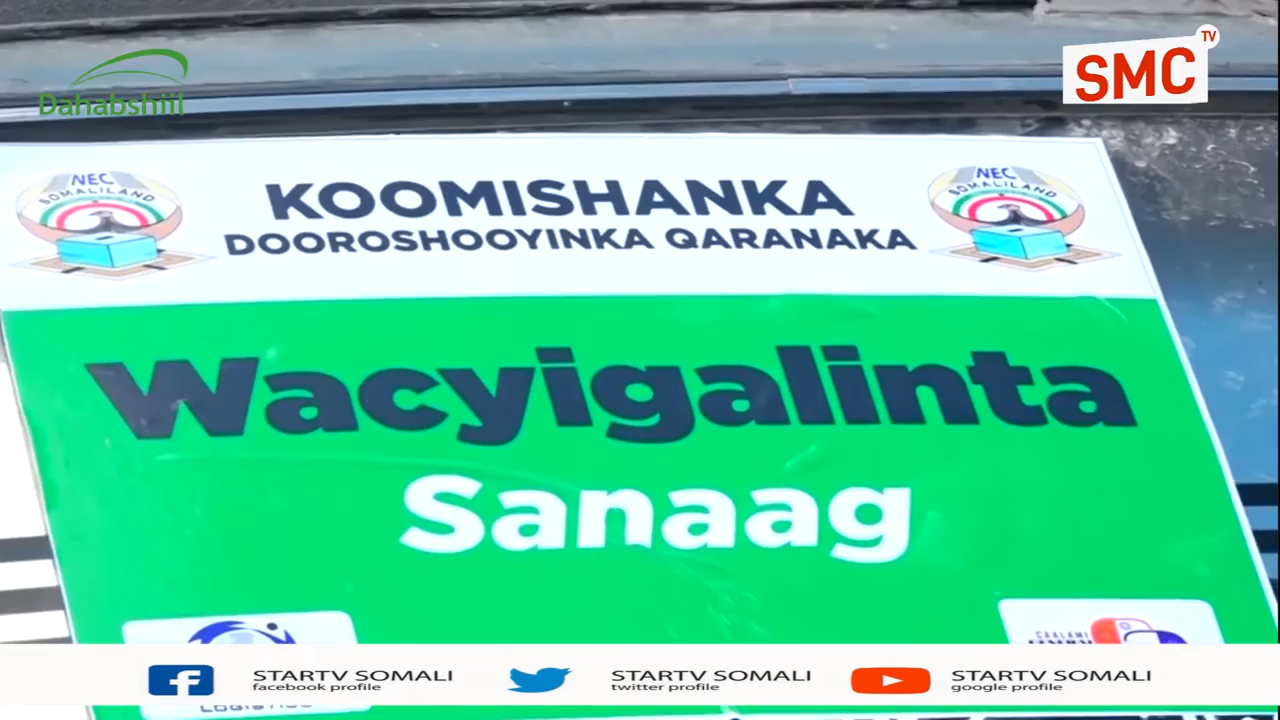 Dahabshiil
SMC TV
NEC
SOMALILAND
KOOMISHANKA
DOOROSHOOYINKA QARANAKA
NEC
SOMALILAND
Wacyigalinta
Sanaag
CAALAMI
STARTV SOMALI
facebook profile
STARTV SOMALI
twitter profile
STARTV SOMALI
google profile